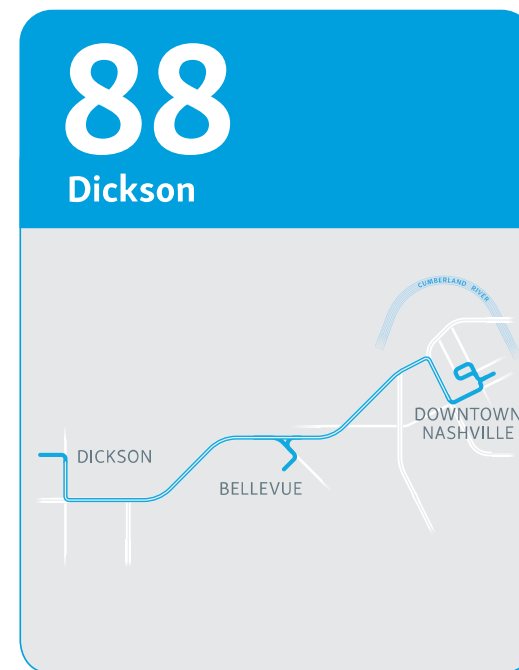 88
Dickson
CUMBERLAND RIVER
DOWNTOWN
NASHVILLE
DICKSON
BELLEVUE